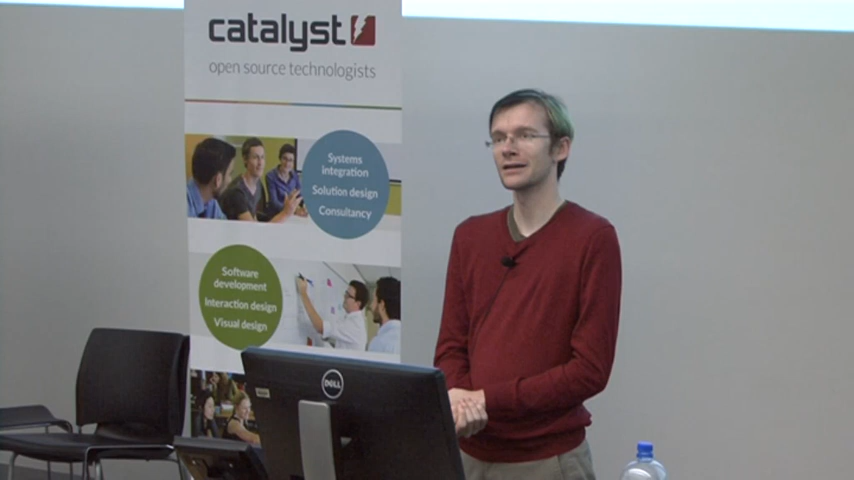 catalyst
open source technologists
Systems
integration
Solution design
Consultancy
Software
development
Interaction design
Visual design
DELL